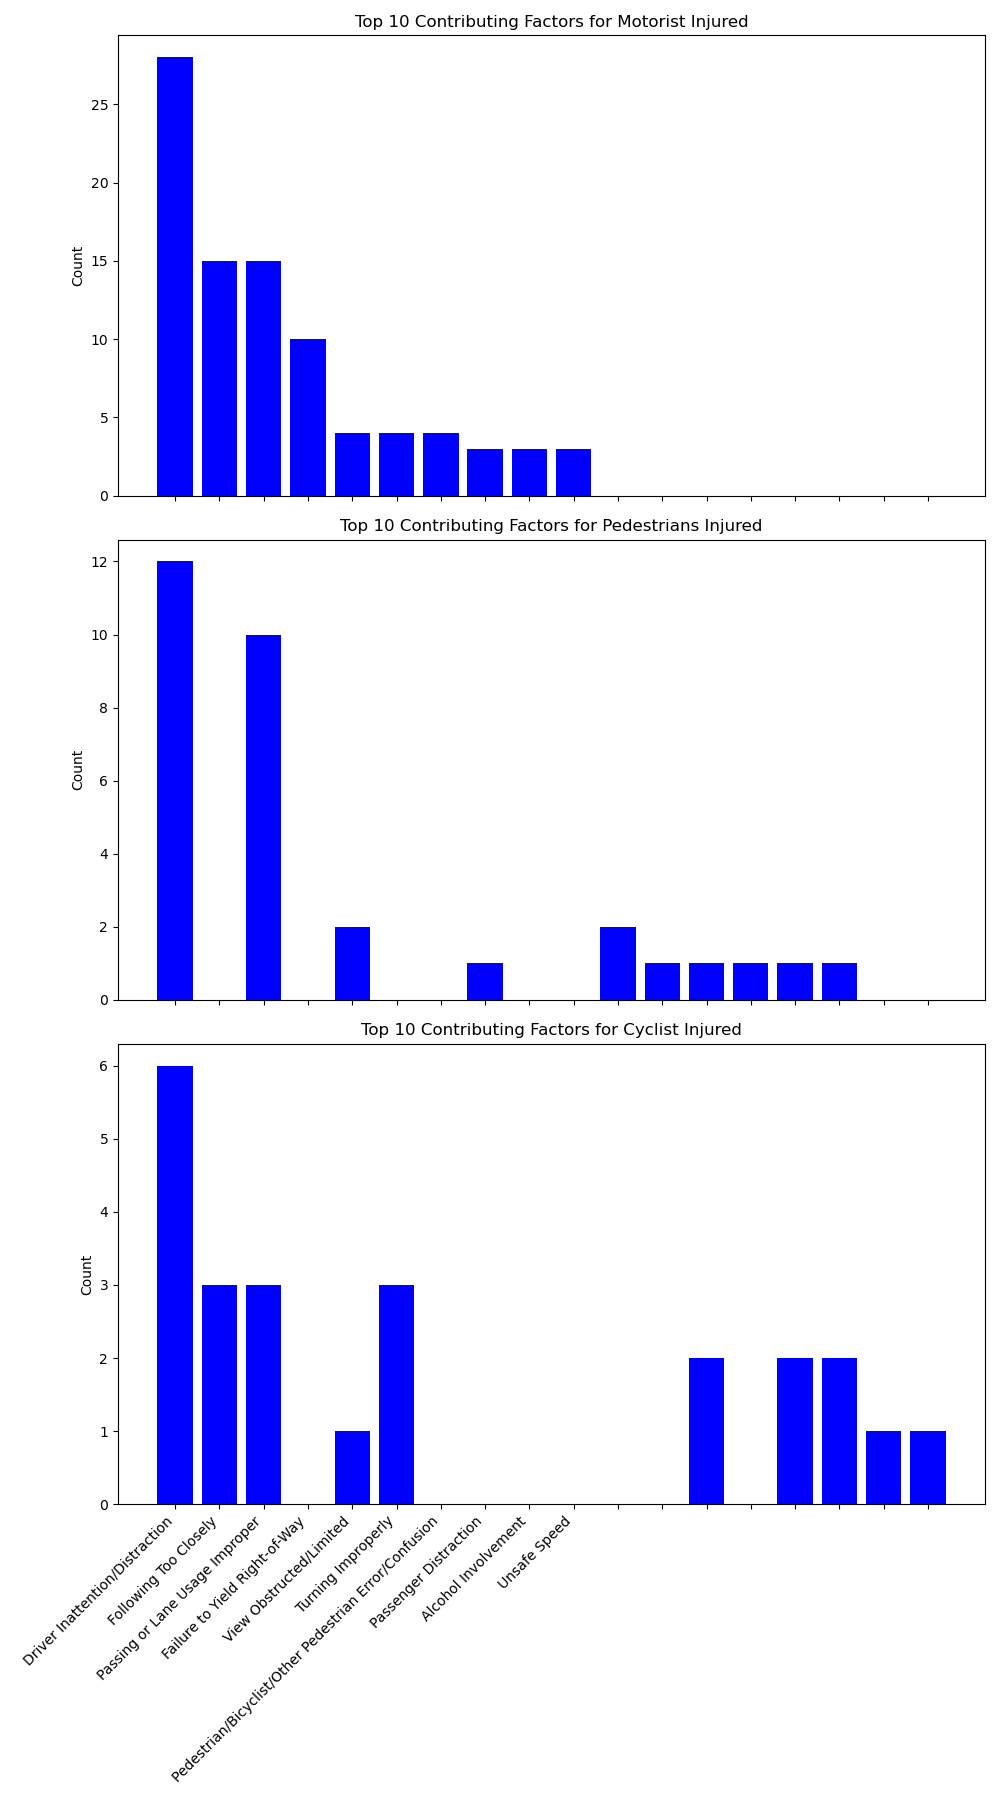 Top 10 Contributing Factors for Motorist Injured
25
20
15
10
5
0
Count
Top 10 Contributing Factors for Pedestrians Injured
12
10
8
6
4
2
0
Count
Top 10 Contributing Factors for Cyclist Injured
6
5
4
3
2
1
0
Count
Driver Inattention/Distraction
Following Too Closely
Passing or Lane Usage Improper
Failure to Yield Right-of-Way
View Obstructed/Limited
Turning Improperly
Pedestrian/Bicyclist/Other Pedestrian Error/Confusion
Passenger Distraction
Alcohol Involvement
Unsafe Speed